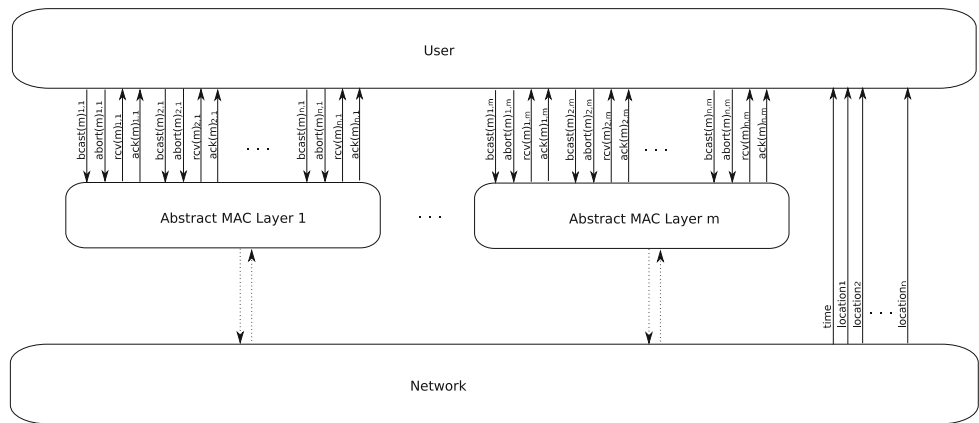 User
bcast(m)1,1
abort(m)1,1
rcv(m)1,1
ack(m)1,1
bcast(m)2,1
abort(m)2,1
rcv(m)2,1
ack(m)2,1
. . .
bcast(m)n,1
abort(m)n,1
rcv(m)n,1
ack(m)n,1
bcast(m)1,m
abort(m)1,m
rcv(m)1,m
ack(m)1,m
bcast(m)2,m
abort(m)2,m
rcv(m)2,m
ack(m)2,m
. . .
bcast(m)n,m
abort(m)n,m
rcv(m)n,m
ack(m)n,m
Abstract MAC Layer 1
. . .
Abstract MAC Layer m
time
location1
location2
. . .
locationn
Network